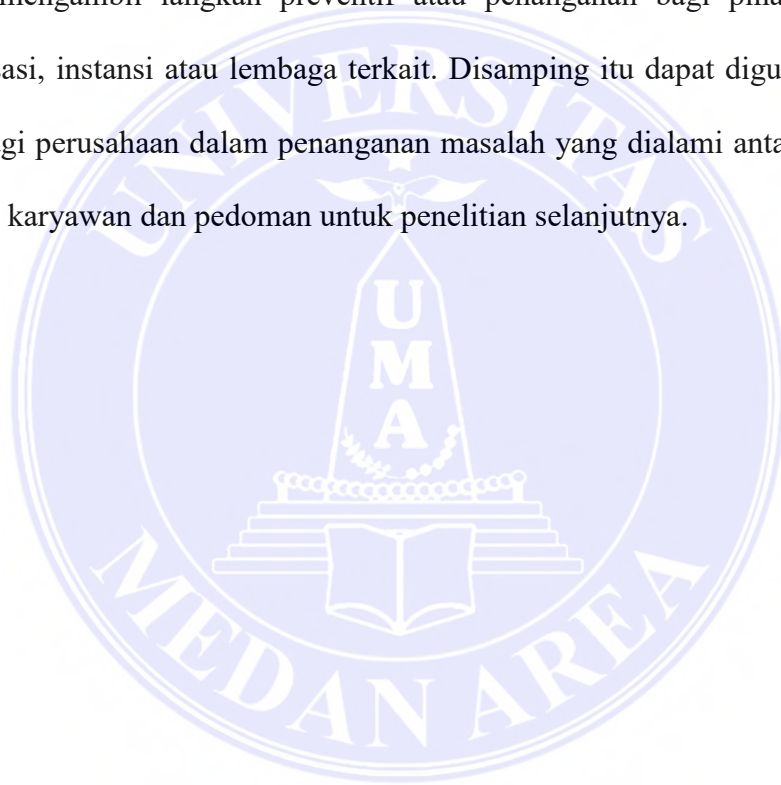 mengambil langkah preventif atau penanganan bagi
asi, instansi atau lembaga terkait. Disamping itu dapat digu
gi perusahaan dalam penanganan masalah yang dialami anta
karyawan dan pedoman untuk penelitian selanjutnya.
UNIVERSITAS
U
M
A
MEDAN AREA